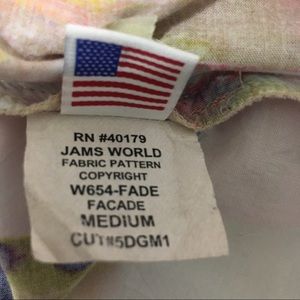 RN #40179
JAMS WORLD
FABRIC PATTERN
COPYRIGHT
W654-FADE
FACADE
MEDIUM
CUT#5DGM1